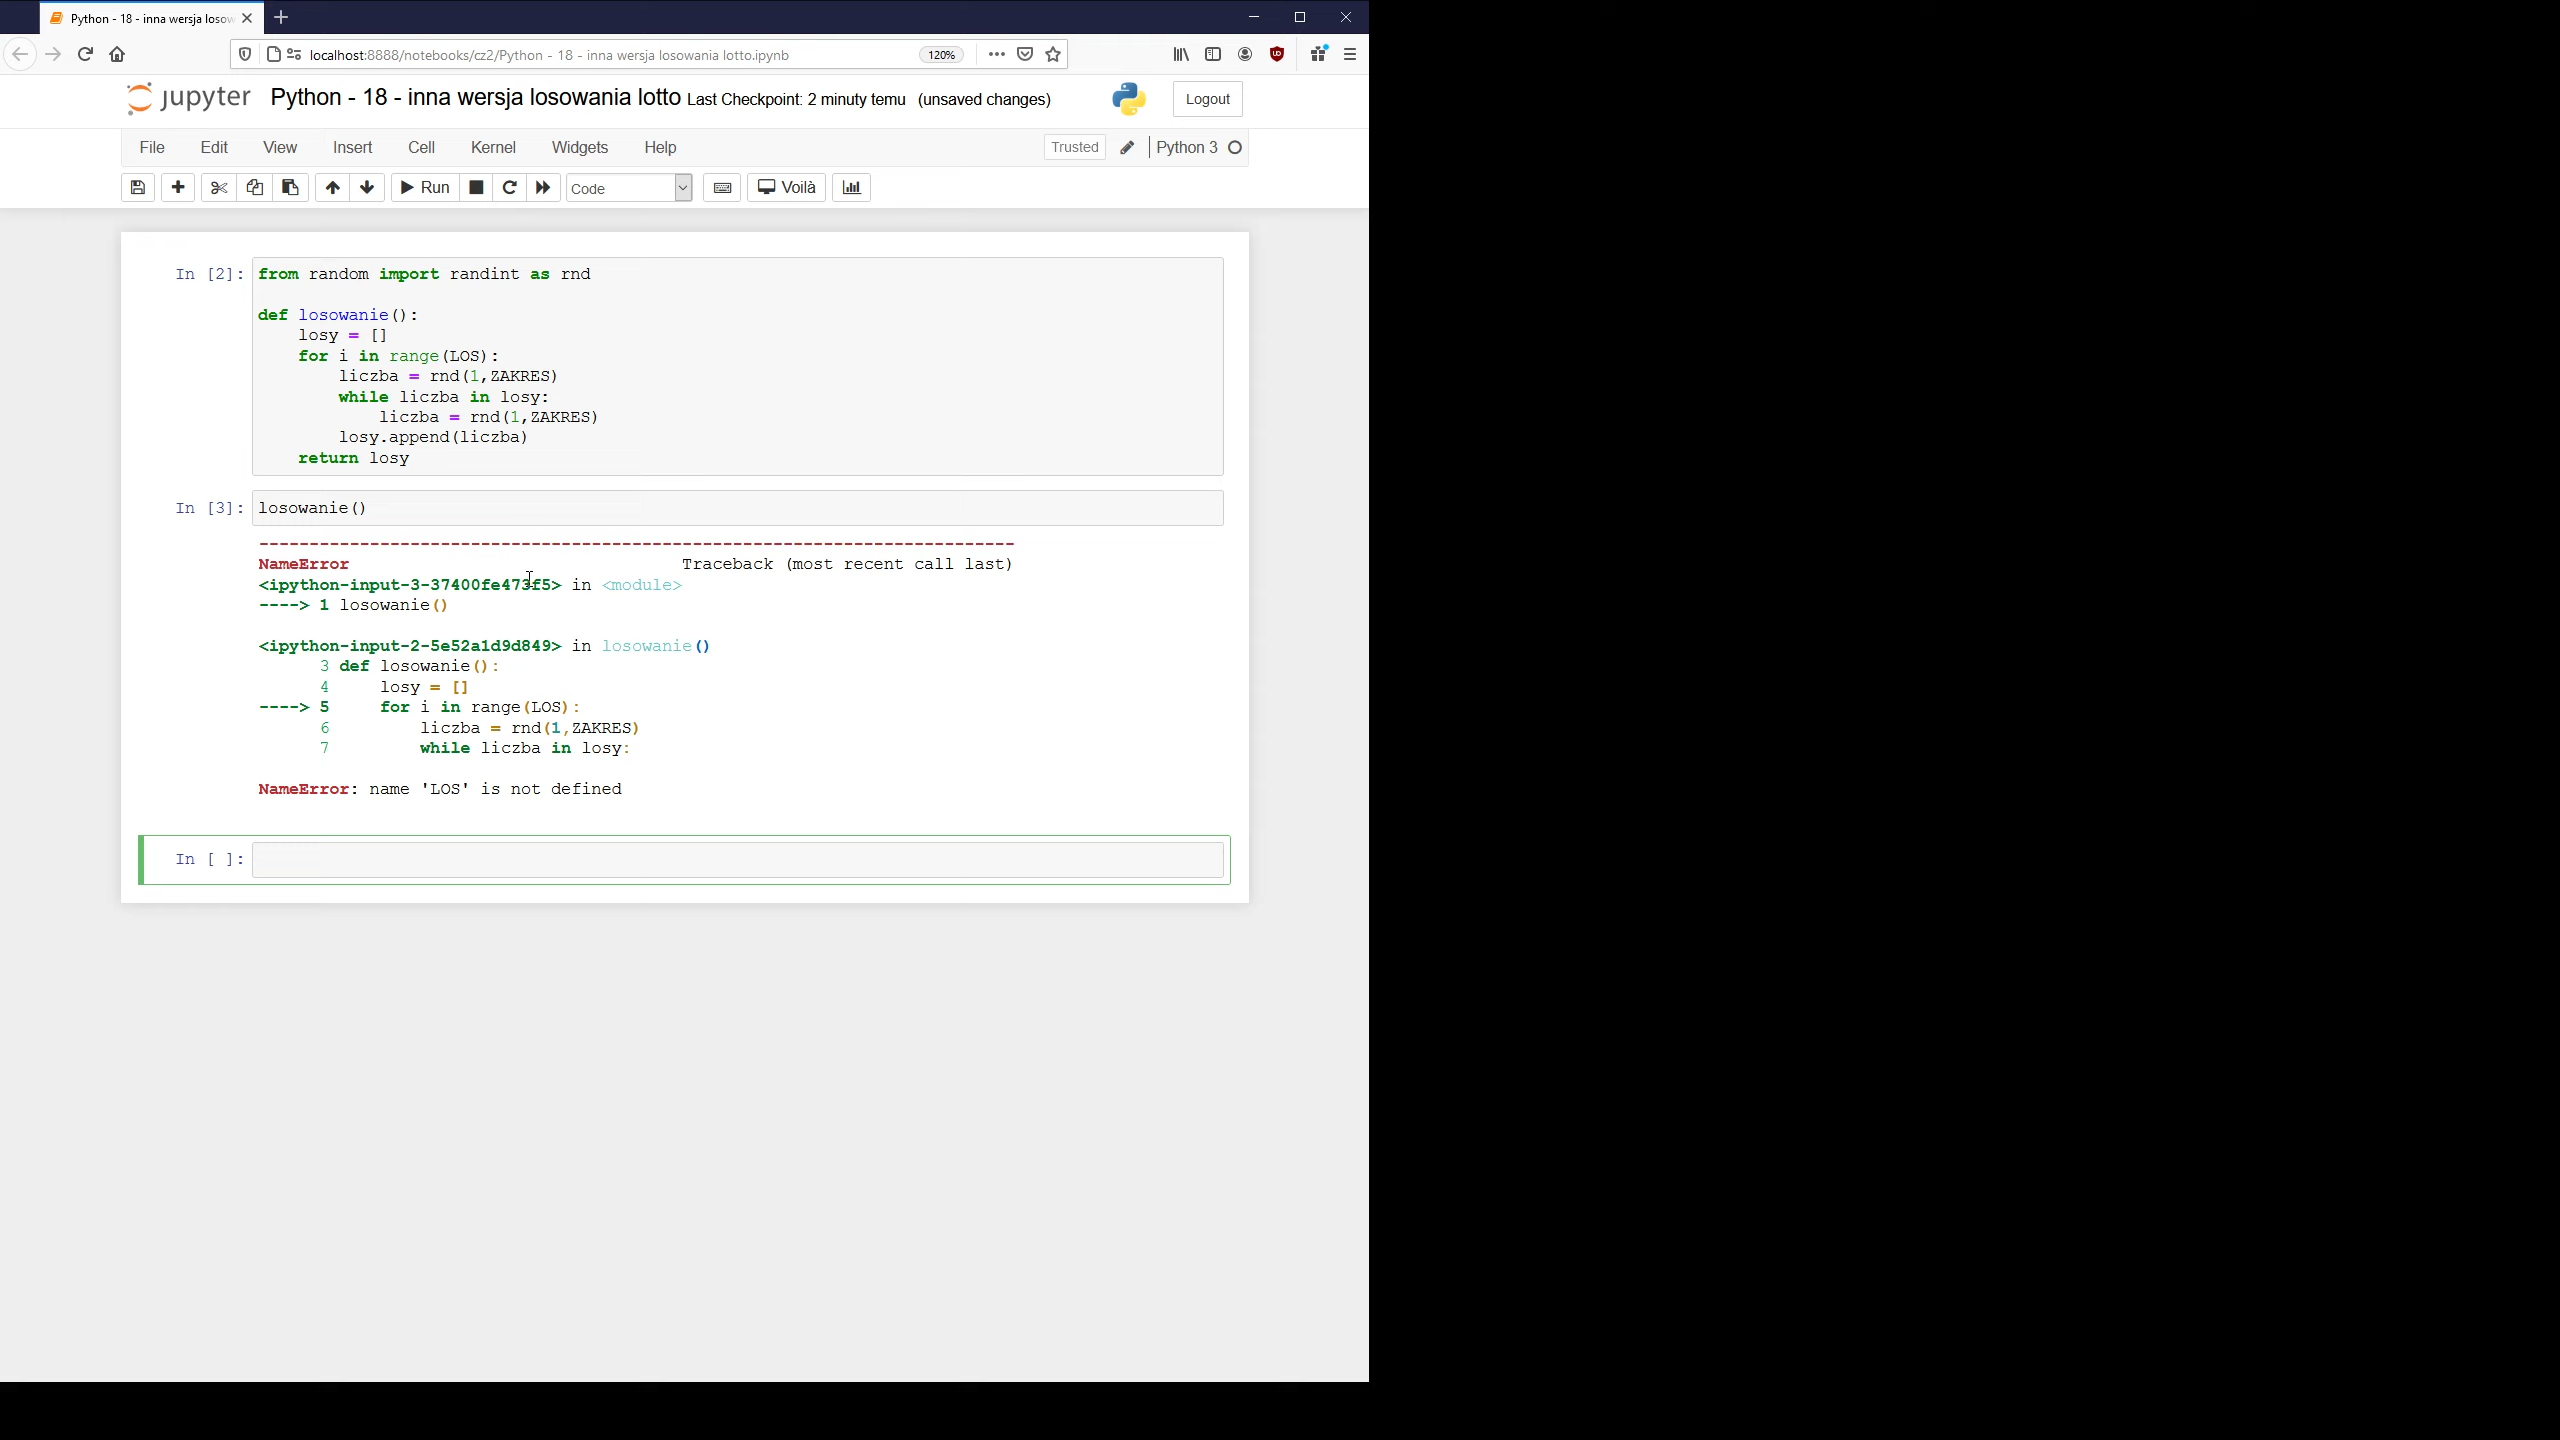 Python - 18 - inna wersja losow
localhost:8888/notebooks/cz2/Python - 18 - inna wersja losowania lotto.ipynb
120%
jupyter Python - 18 - inna wersja losowania lotto Last Checkpoint: 2 minuty temu (unsaved changes)
Logout
File Edit View Insert Cell Kernel Widgets Help
Trusted Python 3
Run Code Voilà
In [2]: from random import randint as rnd
def losowanie():
    losy = []
    for i in range(LOS):
        liczba = rnd(1,ZAKRES)
        while liczba in losy:
            liczba = rnd(1,ZAKRES)
        losy.append(liczba)
    return losy
In [3]: losowanie()
---------------------------------------------------------------------------
NameError                                 Traceback (most recent call last)
<ipython-input-3-37400fe473f5> in <module>
----> 1 losowanie()
<ipython-input-2-5e52a1d9d849> in losowanie()
      3 def losowanie():
      4     losy = []
----> 5     for i in range(LOS):
      6         liczba = rnd(1,ZAKRES)
      7         while liczba in losy:
NameError: name 'LOS' is not defined
In [ ]: